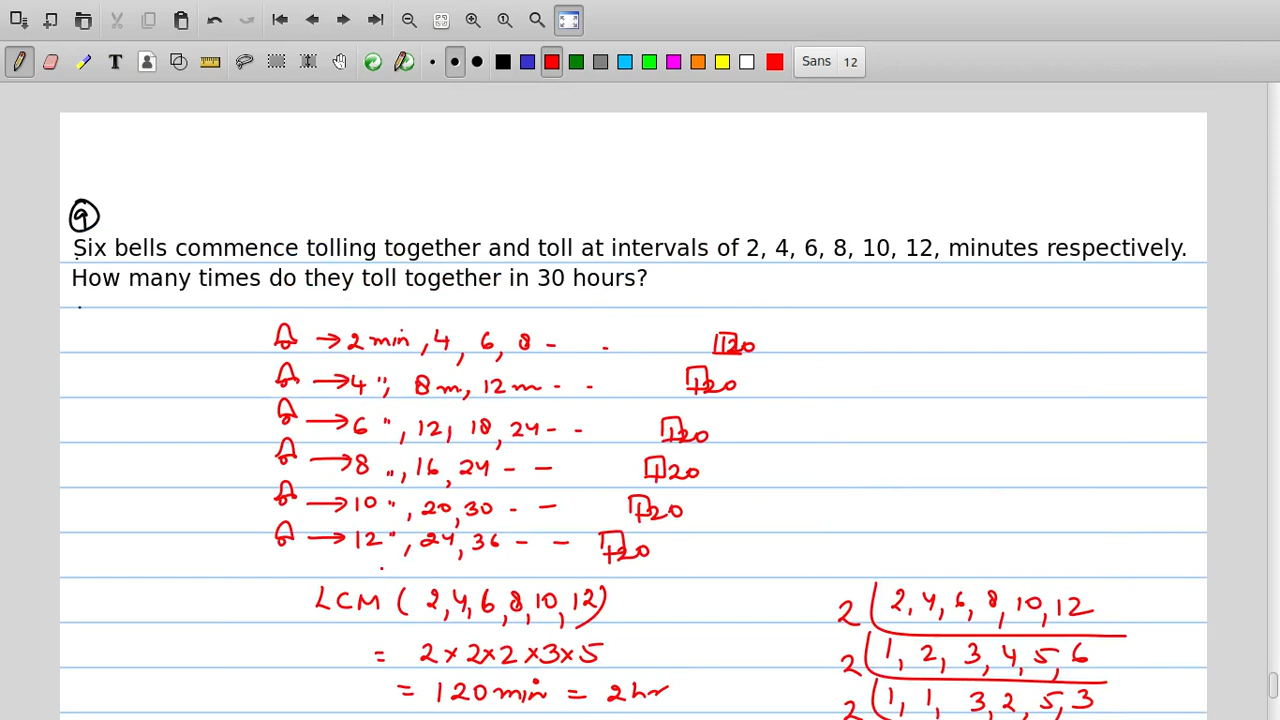 Sans 12
9
Six bells commence tolling together and toll at intervals of 2, 4, 6, 8, 10, 12, minutes respectively.
How many times do they toll together in 30 hours?
→ 2 min, 4, 6, 8 - - 120
→ 4 ", 8m, 12m - - 120
→ 6 ", 12, 18, 24 - - 120
→ 8 ", 16, 24 - - 120
→ 10 ", 20, 30 - - 120
→ 12 ", 24, 36 - - 120
LCM ( 2, 4, 6, 8, 10, 12)
= 2 × 2 × 2 × 3 × 5
= 120 min = 2 hr
2 | 2, 4, 6, 8, 10, 12
2 | 1, 2, 3, 4, 5, 6
2 | 1, 1, 3, 2, 5, 3